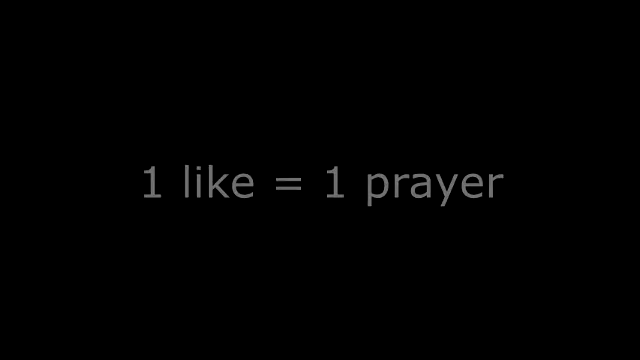 1 like = 1 prayer